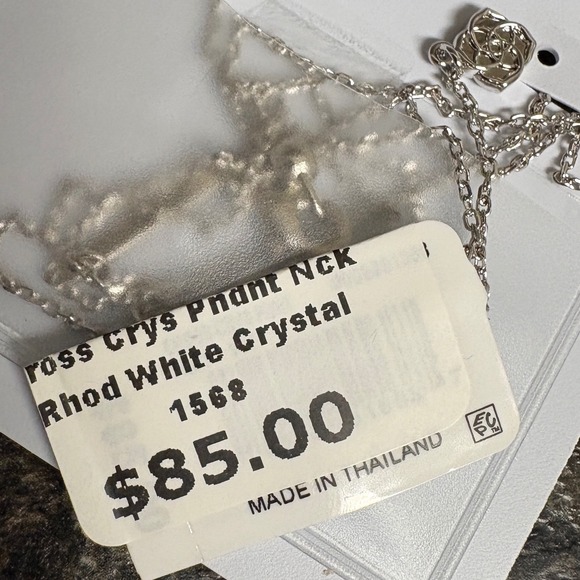 ross Crys Pndnt Nck
Rhod White Crystal
1568
$85.00
MADE IN THAILAND